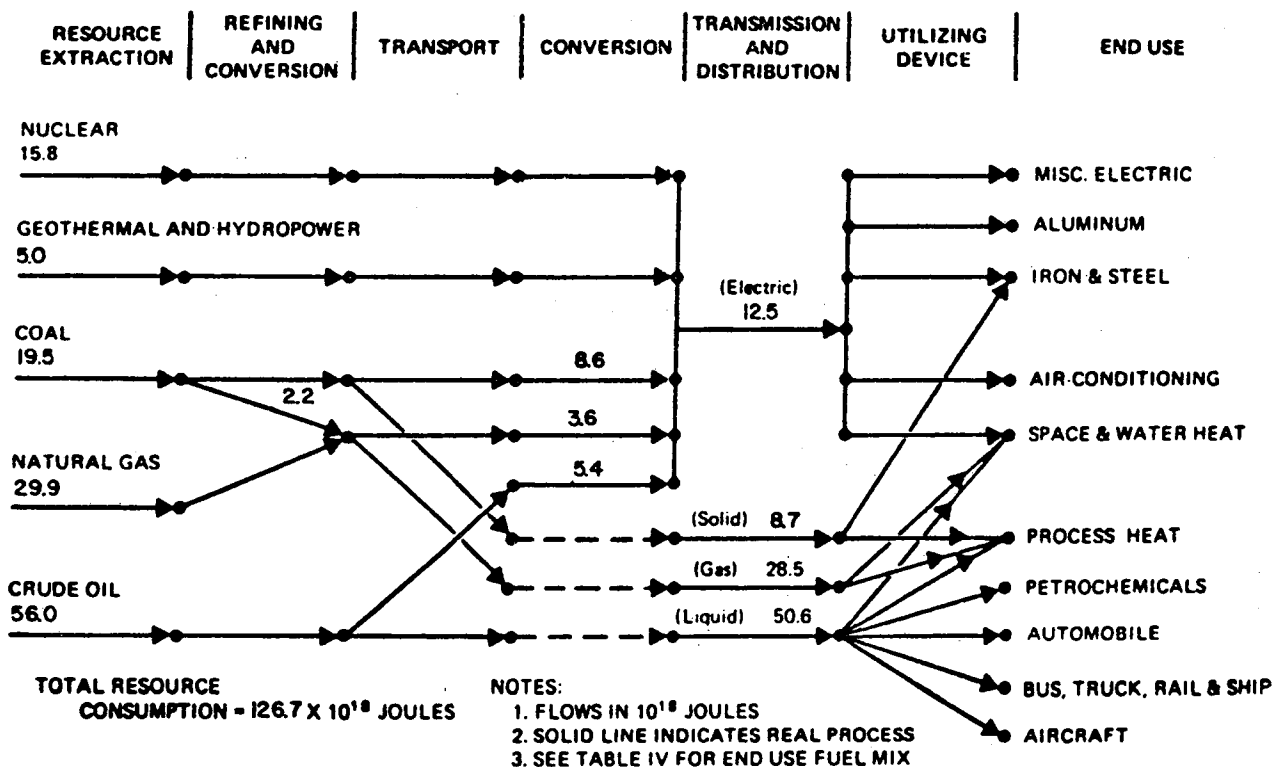 RESOURCE EXTRACTION
REFINING AND CONVERSION
TRANSPORT
CONVERSION
TRANSMISSION AND DISTRIBUTION
UTILIZING DEVICE
END USE
NUCLEAR
15.8
MISC. ELECTRIC
GEOTHERMAL AND HYDROPOWER
5.0
ALUMINUM
IRON & STEEL
(Electric)
12.5
COAL
19.5
8.6
2.2
AIR-CONDITIONING
3.6
SPACE & WATER HEAT
NATURAL GAS
29.9
5.4
(Solid) 8.7
PROCESS HEAT
(Gas) 28.5
PETROCHEMICALS
CRUDE OIL
56.0
(Liquid) 50.6
AUTOMOBILE
BUS, TRUCK, RAIL & SHIP
AIRCRAFT
TOTAL RESOURCE
CONSUMPTION = 126.7 X 10¹⁸ JOULES
NOTES:
1. FLOWS IN 10¹⁸ JOULES
2. SOLID LINE INDICATES REAL PROCESS
3. SEE TABLE IV FOR END USE FUEL MIX